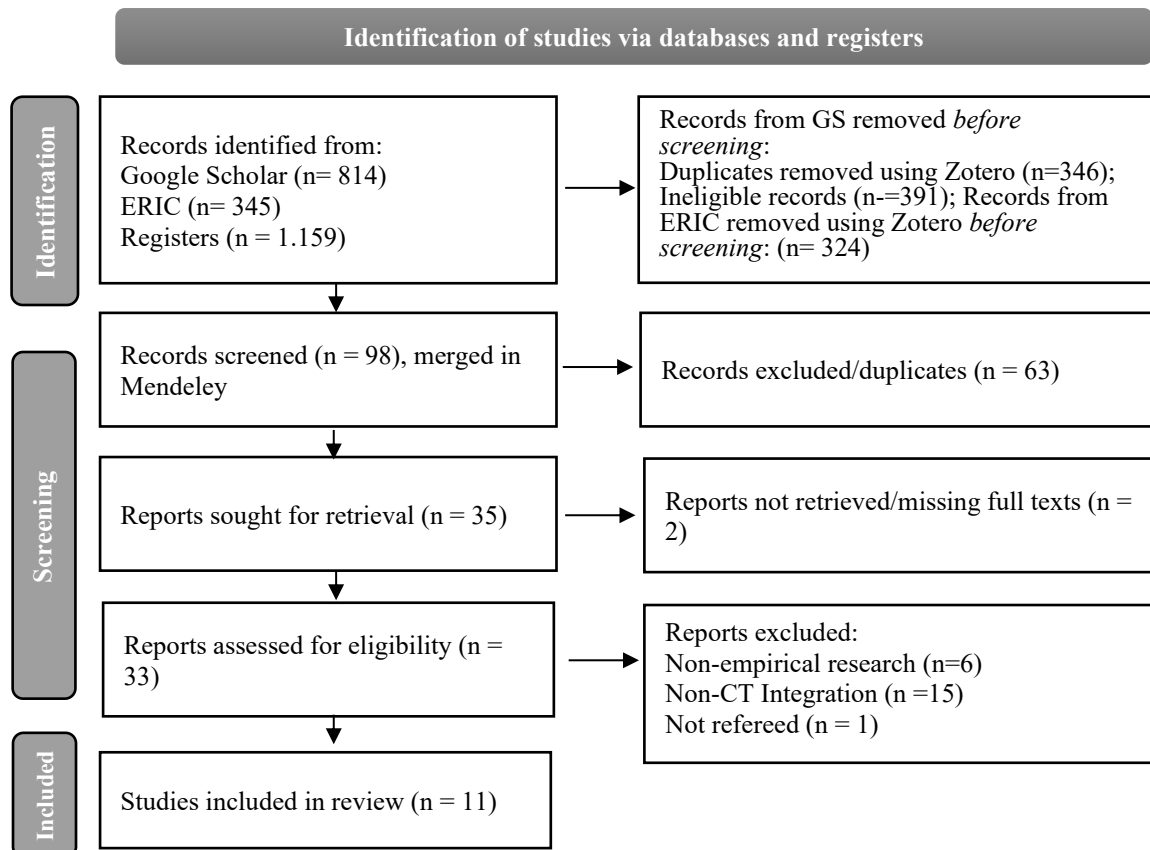 Identification of studies via databases and registers
Identification
Records identified from:
Google Scholar (n= 814)
ERIC (n= 345)
Registers (n = 1.159)
Records from GS removed before
screening:
Duplicates removed using Zotero (n=346);
Ineligible records (n-=391); Records from
ERIC removed using Zotero before
screening: (n= 324)
Screening
Records screened (n = 98), merged in
Mendeley
Records excluded/duplicates (n = 63)
Reports sought for retrieval (n = 35)
Reports not retrieved/missing full texts (n =
2)
Reports assessed for eligibility (n =
33)
Reports excluded:
Non-empirical research (n=6)
Non-CT Integration (n =15)
Not refereed (n = 1)
Included
Studies included in review (n = 11)